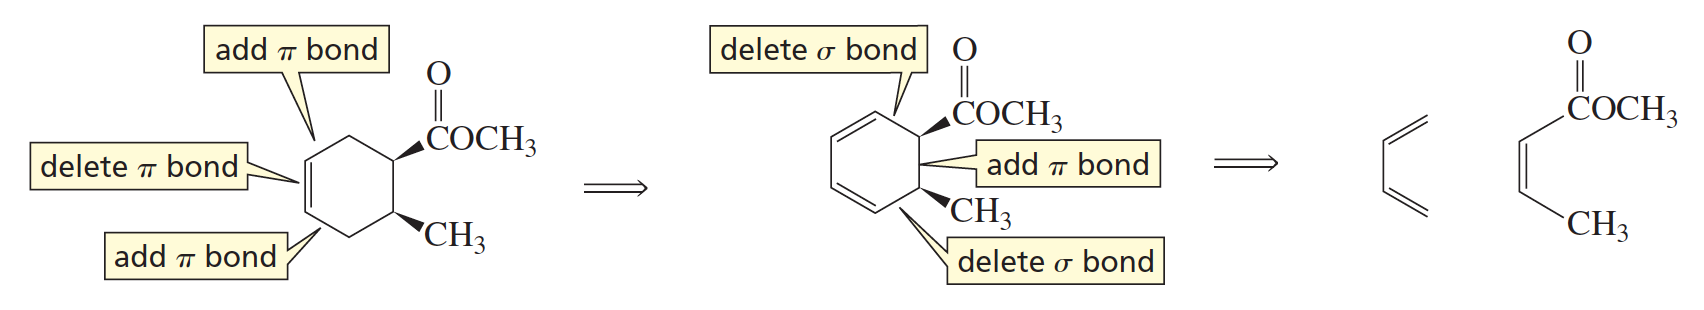 add π bond
delete π bond
add π bond
O
COCH₃
CH₃
delete σ bond
O
COCH₃
add π bond
CH₃
delete σ bond
O
COCH₃
CH₃